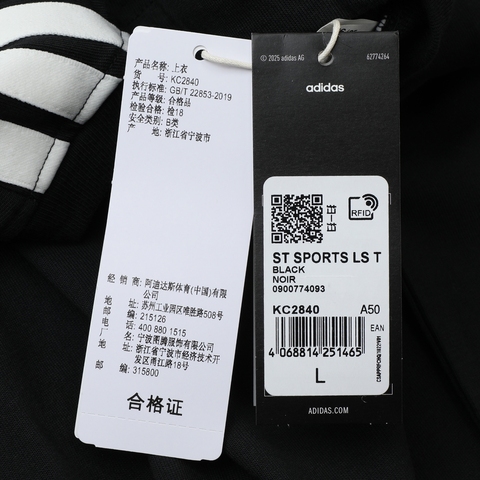 产品名称: 上衣
货 号: KC2840
执行标准: GB/T 22853-2019
产品等级: 合格品
检验合格: 检18
安全类别: B类
产 地: 浙江省宁波市
经 销 商: 阿迪达斯体育(中国)有限
公司
地 址: 苏州工业园区唯胜路508号
邮 编: 215126
电 话: 400 880 1515
厂 名: 宁波图腾服饰有限公司
地 址: 浙江省宁波市经济技术开
发区甬江路18号
邮 编: 315800
合格证
© 2025 adidas AG
62774264
adidas
RFID
ST SPORTS LS T
BLACK
NOIR
0900774093
KC2840 A50
EAN
4 068814 251465
L
ADIDAS.COM